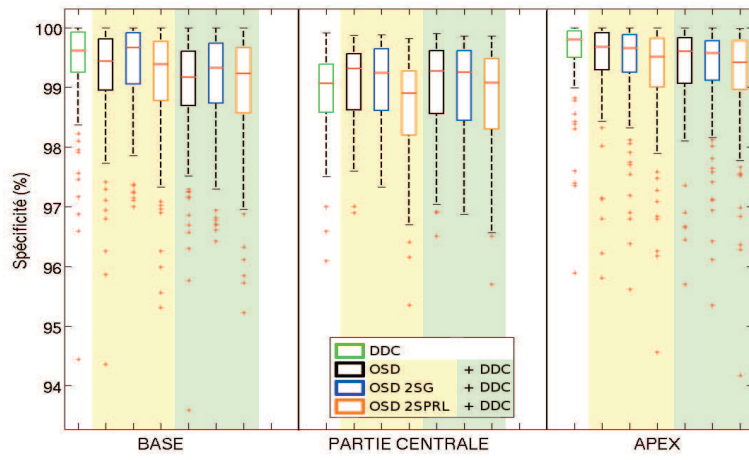 Spécificité (%)
100
99
98
97
96
95
94
DDC
OSD + DDC
OSD 2SG + DDC
OSD 2SPRL + DDC
BASE
PARTIE CENTRALE
APEX